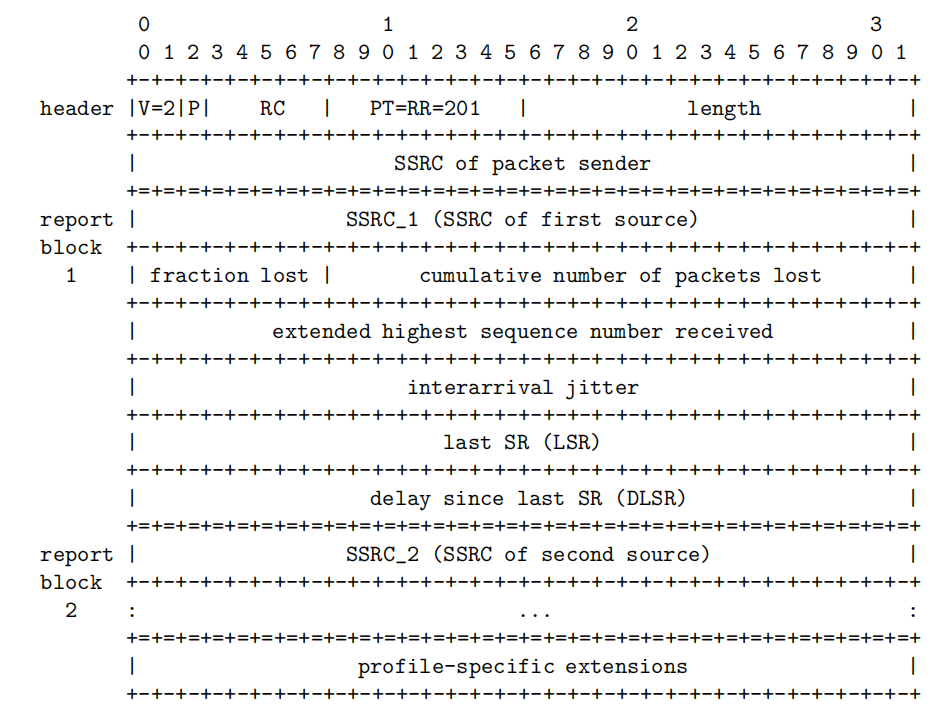 0                   1                   2                   3
        0 1 2 3 4 5 6 7 8 9 0 1 2 3 4 5 6 7 8 9 0 1 2 3 4 5 6 7 8 9 0 1
       +-+-+-+-+-+-+-+-+-+-+-+-+-+-+-+-+-+-+-+-+-+-+-+-+-+-+-+-+-+-+-+-+
header |V=2|P|    RC   |   PT=RR=201   |             length            |
       +-+-+-+-+-+-+-+-+-+-+-+-+-+-+-+-+-+-+-+-+-+-+-+-+-+-+-+-+-+-+-+-+
       |                     SSRC of packet sender                     |
       +=+=+=+=+=+=+=+=+=+=+=+=+=+=+=+=+=+=+=+=+=+=+=+=+=+=+=+=+=+=+=+=+
report |                 SSRC_1 (SSRC of first source)                 |
block  +-+-+-+-+-+-+-+-+-+-+-+-+-+-+-+-+-+-+-+-+-+-+-+-+-+-+-+-+-+-+-+-+
  1    | fraction lost |       cumulative number of packets lost       |
       +-+-+-+-+-+-+-+-+-+-+-+-+-+-+-+-+-+-+-+-+-+-+-+-+-+-+-+-+-+-+-+-+
       |           extended highest sequence number received           |
       +-+-+-+-+-+-+-+-+-+-+-+-+-+-+-+-+-+-+-+-+-+-+-+-+-+-+-+-+-+-+-+-+
       |                      interarrival jitter                      |
       +-+-+-+-+-+-+-+-+-+-+-+-+-+-+-+-+-+-+-+-+-+-+-+-+-+-+-+-+-+-+-+-+
       |                         last SR (LSR)                         |
       +-+-+-+-+-+-+-+-+-+-+-+-+-+-+-+-+-+-+-+-+-+-+-+-+-+-+-+-+-+-+-+-+
       |                   delay since last SR (DLSR)                  |
       +=+=+=+=+=+=+=+=+=+=+=+=+=+=+=+=+=+=+=+=+=+=+=+=+=+=+=+=+=+=+=+=+
report |                 SSRC_2 (SSRC of second source)                |
block  +-+-+-+-+-+-+-+-+-+-+-+-+-+-+-+-+-+-+-+-+-+-+-+-+-+-+-+-+-+-+-+-+
  2    :                               ...                             :
       +=+=+=+=+=+=+=+=+=+=+=+=+=+=+=+=+=+=+=+=+=+=+=+=+=+=+=+=+=+=+=+=+
       |                  profile-specific extensions                  |
       +-+-+-+-+-+-+-+-+-+-+-+-+-+-+-+-+-+-+-+-+-+-+-+-+-+-+-+-+-+-+-+-+